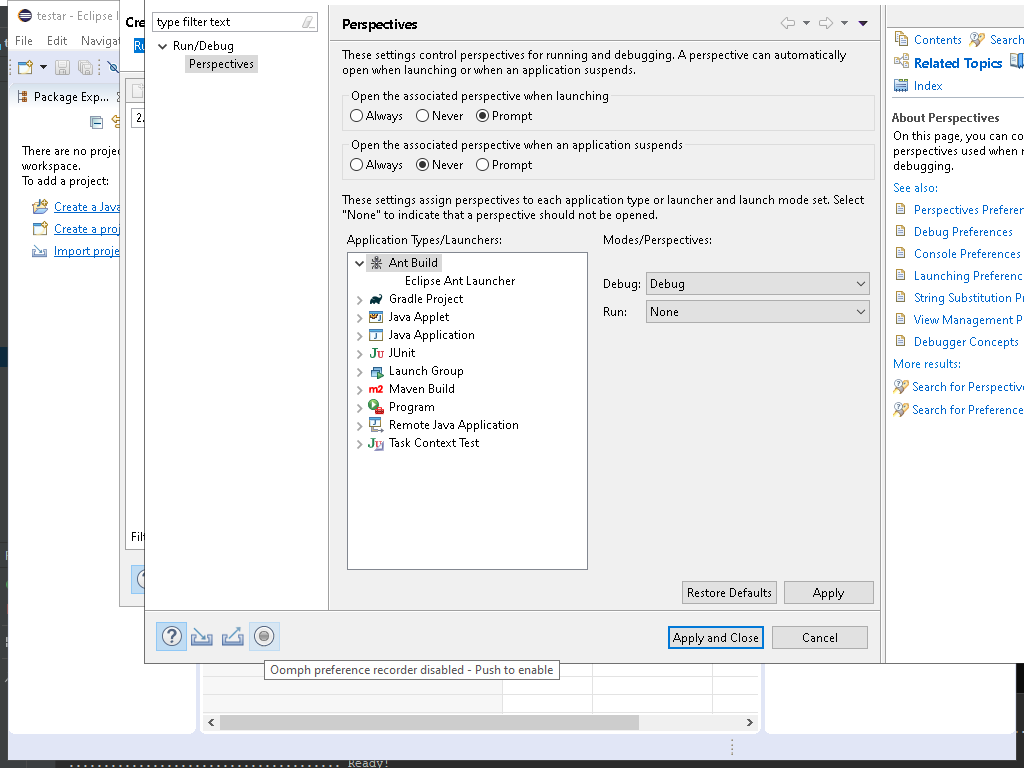 testar - Eclipse I
File Edit Navigat
Package Exp...
There are no proje
workspace.
To add a project:
Create a Java
Create a proj
Import proje
Cre
Ru
2.
Filt
type filter text
Run/Debug
Perspectives
Perspectives
These settings control perspectives for running and debugging. A perspective can automatically
open when launching or when an application suspends.
Open the associated perspective when launching
Always Never Prompt
Open the associated perspective when an application suspends
Always Never Prompt
These settings assign perspectives to each application type or launcher and launch mode set. Select
"None" to indicate that a perspective should not be opened.
Application Types/Launchers:
Ant Build
Eclipse Ant Launcher
Gradle Project
Java Applet
Java Application
JUnit
Launch Group
Maven Build
Program
Remote Java Application
Task Context Test
Modes/Perspectives:
Debug: Debug
Run: None
Restore Defaults Apply
Apply and Close Cancel
Oomph preference recorder disabled - Push to enable
Contents Search
Related Topics
Index
About Perspectives
On this page, you can co
perspectives used when r
debugging.
See also:
Perspectives Preferen
Debug Preferences
Console Preferences
Launching Preferenc
String Substitution Pr
View Management P
Debugger Concepts
More results:
Search for Perspective
Search for Preference
Ready!